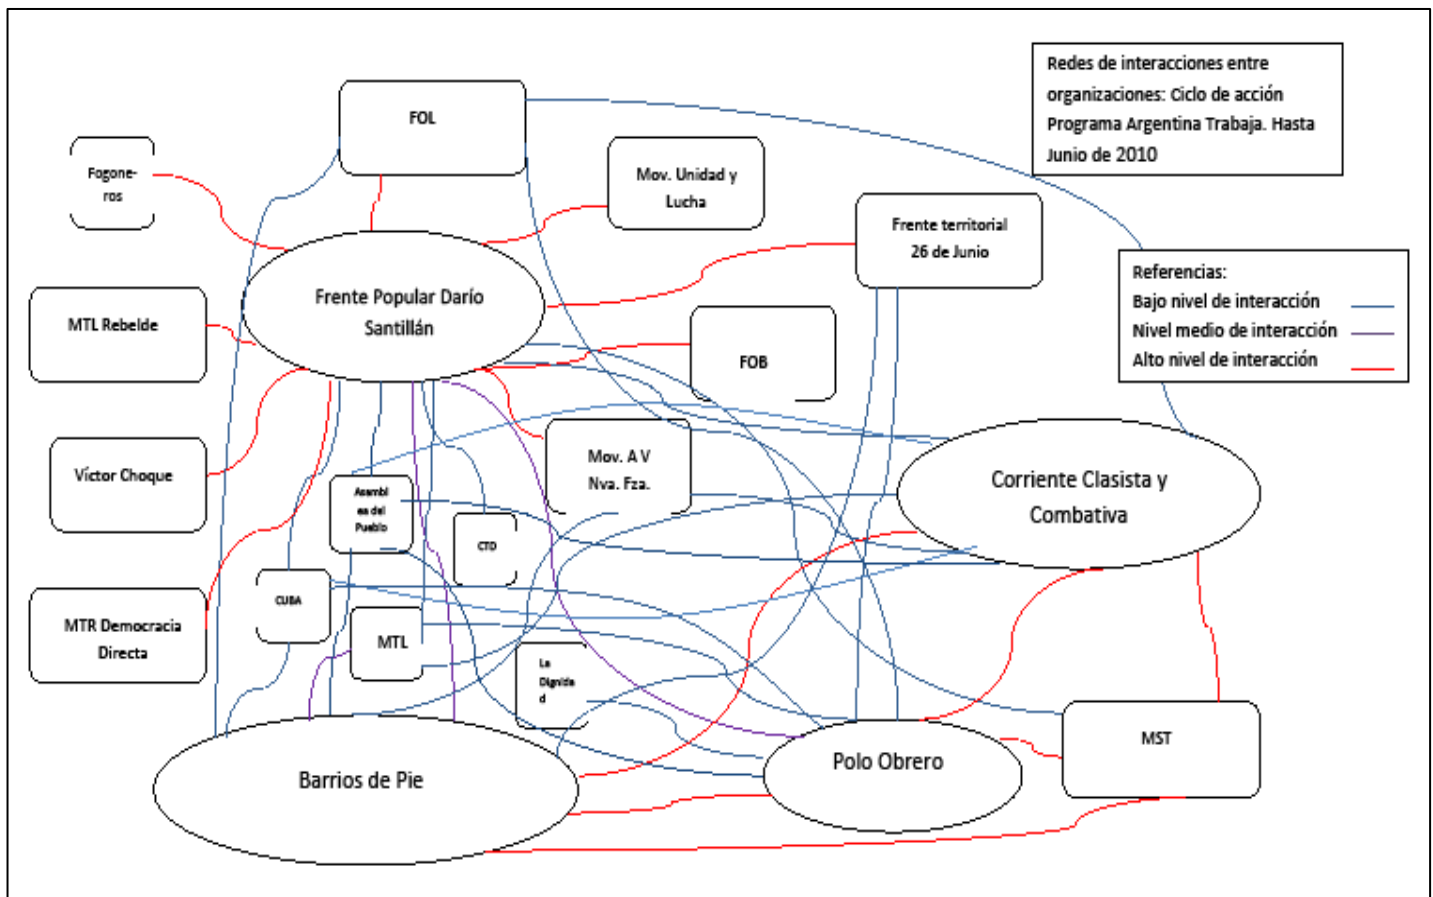 Redes de interacciones entre
organizaciones: Ciclo de acción
Programa Argentina Trabaja. Hasta
Junio de 2010
FOL
Fogone-
ros
Mov. Unidad y
Lucha
Frente territorial
26 de Junio
Referencias:
Bajo nivel de interacción
Nivel medio de interacción
Alto nivel de interacción
Frente Popular Darío
Santillán
MTL Rebelde
FOB
Víctor Choque
Mov. A V
Nva. Fza.
Corriente Clasista y
Combativa
Asambl
ea del
Pueblo
CTD
CUBA
MTR Democracia
Directa
MTL
La
Dignida
d
Barrios de Pie
Polo Obrero
MST